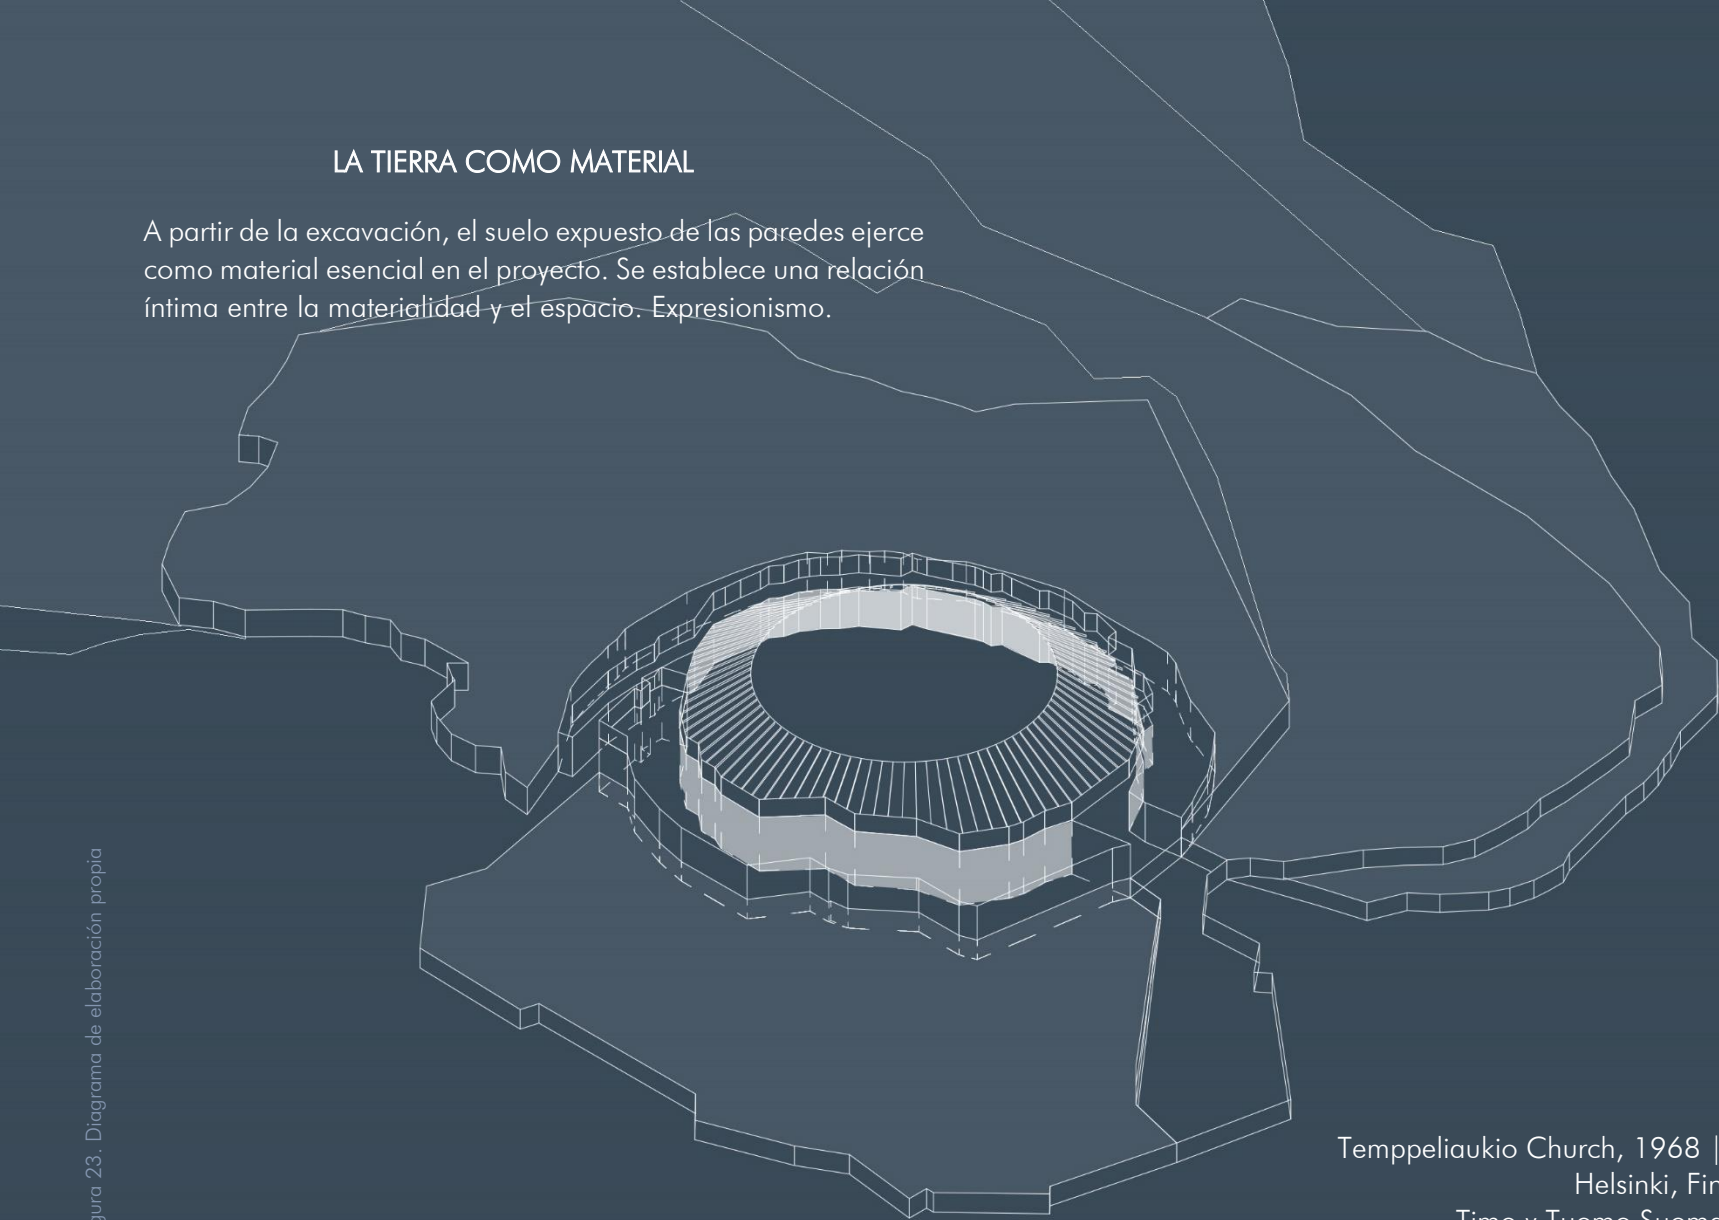 LA TIERRA COMO MATERIAL
A partir de la excavación, el suelo expuesto de las paredes ejerce
como material esencial en el proyecto. Se establece una relación
íntima entre la materialidad y el espacio. Expresionismo.
23. Diagrama de elaboración propia
Temppeliaukio Church, 1968 |
Helsinki,
Timo y Tuomo